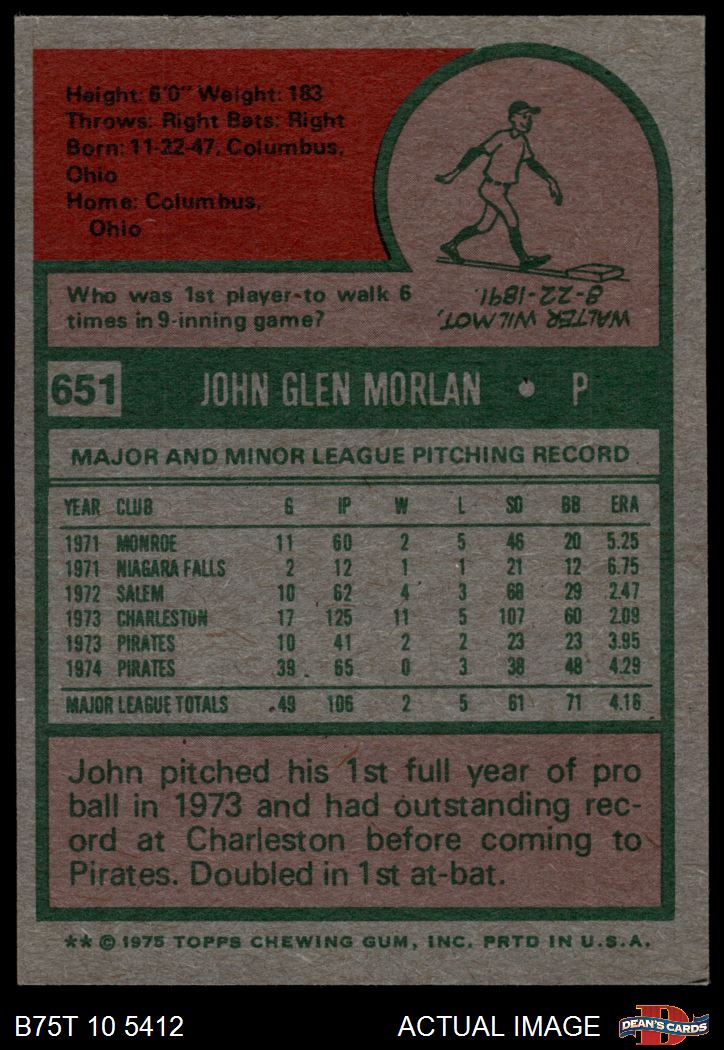 Height: 6'0" Weight: 183
Throws: Right Bats: Right
Born: 11-22-47, Columbus,
Ohio
Home: Columbus,
Ohio
Who was 1st player to walk 6
times in 9-inning game?
WALTER WILMOT,
8-22-1891.
651 JOHN GLEN MORLAN • P
MAJOR AND MINOR LEAGUE PITCHING RECORD
YEAR CLUB G IP W L SO BB ERA
1971 MONROE 11 60 2 5 46 20 5.25
1971 NIAGARA FALLS 2 12 1 1 21 12 6.75
1972 SALEM 10 62 4 3 68 29 2.47
1973 CHARLESTON 17 125 11 5 107 60 2.09
1973 PIRATES 10 41 2 2 23 23 3.95
1974 PIRATES 39 65 0 3 38 48 4.29
MAJOR LEAGUE TOTALS 49 106 2 5 61 71 4.16
John pitched his 1st full year of pro
ball in 1973 and had outstanding rec-
ord at Charleston before coming to
Pirates. Doubled in 1st at-bat.
** © 1975 TOPPS CHEWING GUM, INC. PRTD IN U.S.A.
B75T 10 5412 ACTUAL IMAGE D DEAN'S CARDS